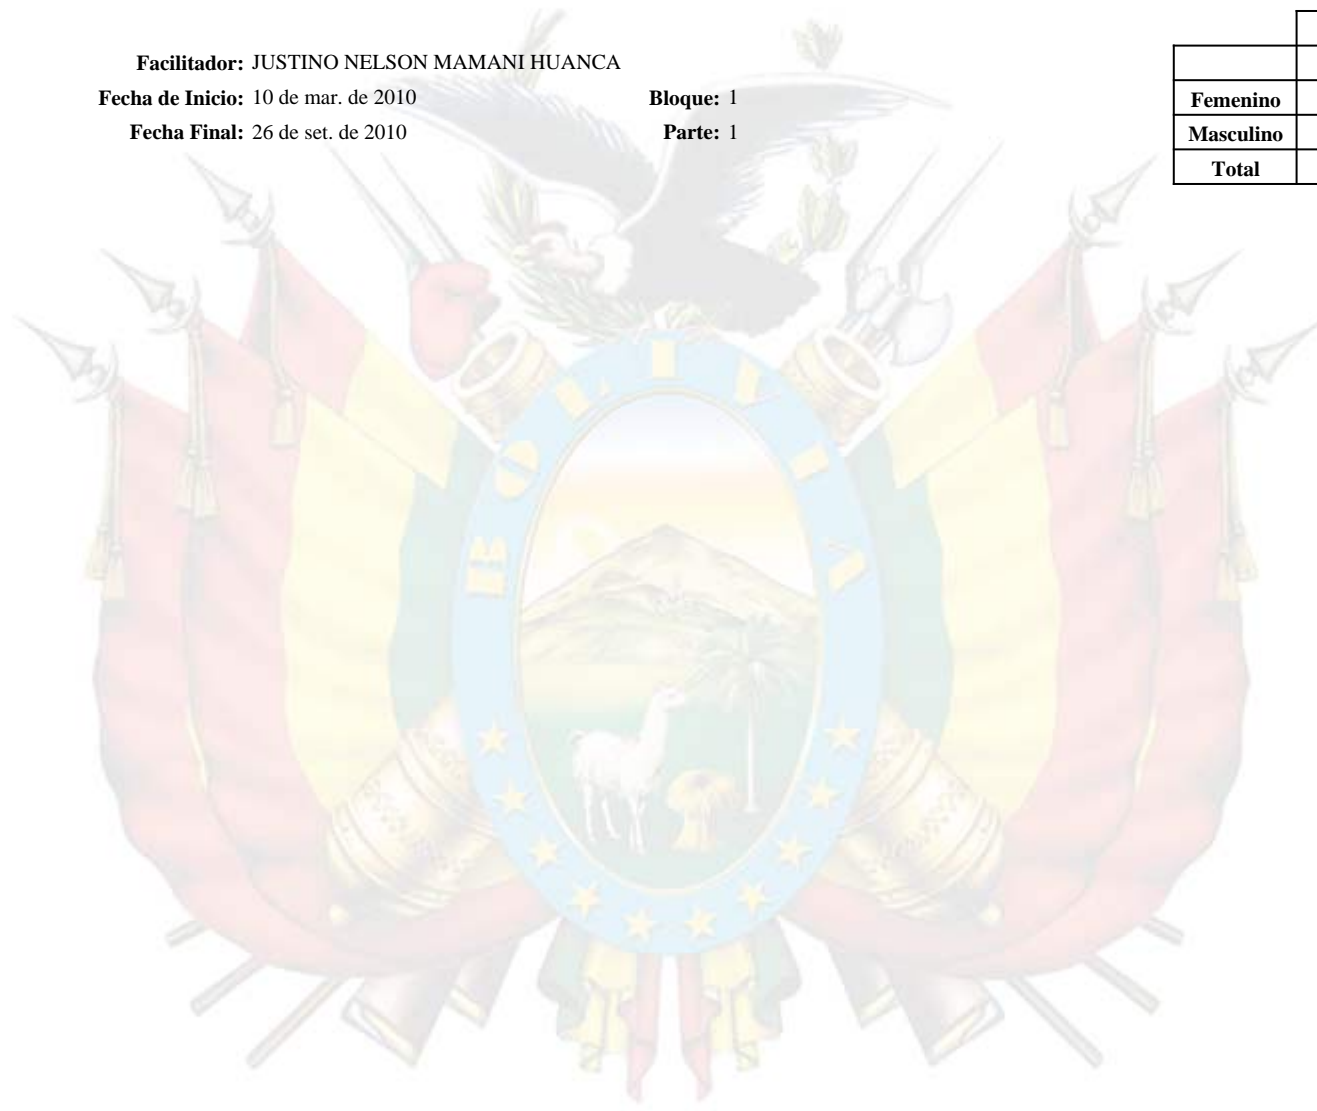 Facilitador: JUSTINO NELSON MAMANI HUANCA
Fecha de Inicio: 10 de mar. de 2010 Bloque: 1
Fecha Final: 26 de set. de 2010 Parte: 1
Femenino
Masculino
Total
BOLIVIA